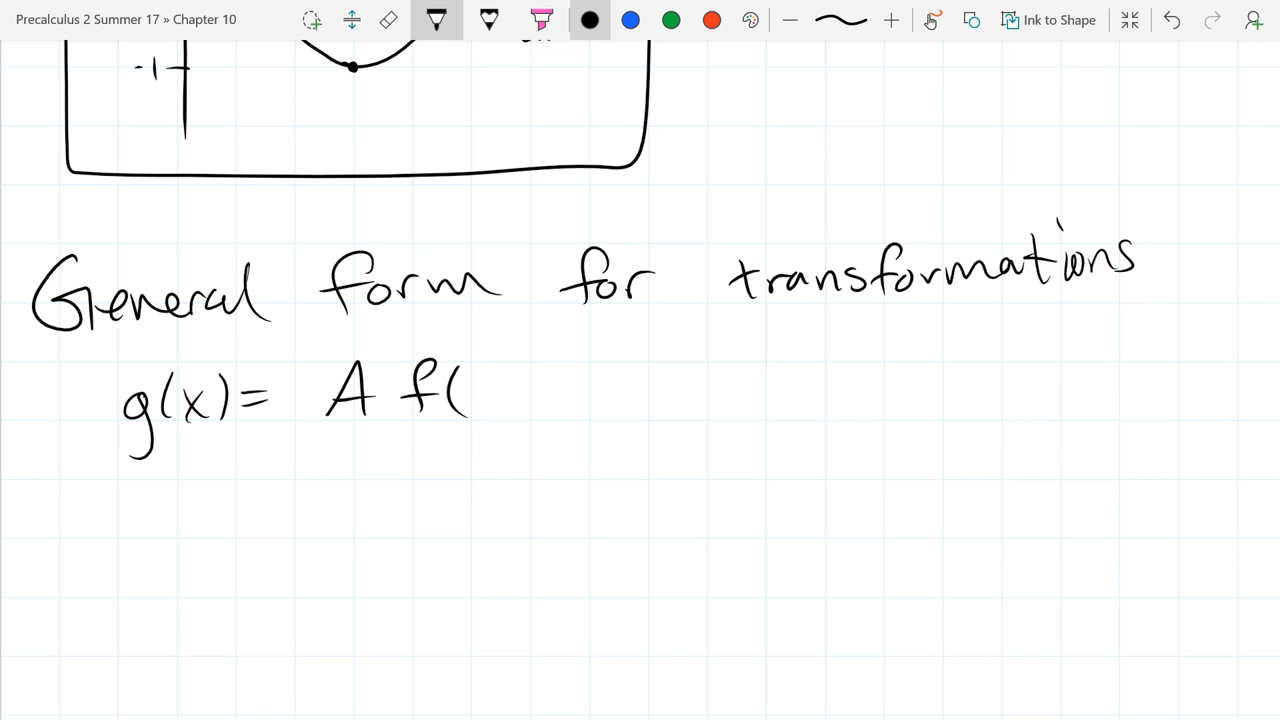 Precalculus 2 Summer 17 » Chapter 10
Ink to Shape
-1
General form for transformations
g(x)= A f(